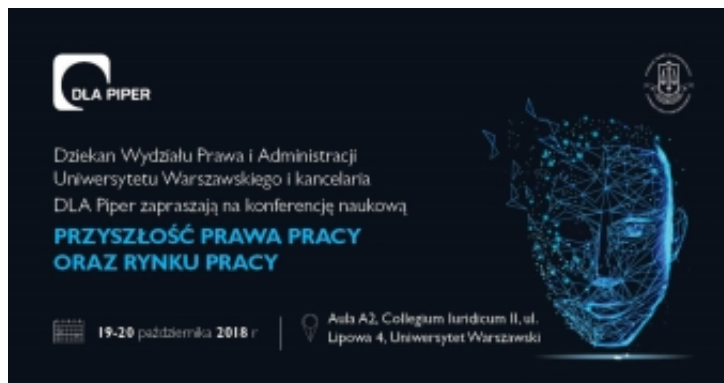 DLA PIPER
Dziekan Wydziału Prawa i Administracji
Uniwersytetu Warszawskiego i kancelaria
DLA Piper zapraszają na konferencję naukową
PRZYSZŁOŚĆ PRAWA PRACY
ORAZ RYNKU PRACY
19-20 października 2018 r
Aula A2, Collegium Iuridicum II, ul.
Lipowa 4, Uniwersytet Warszawski